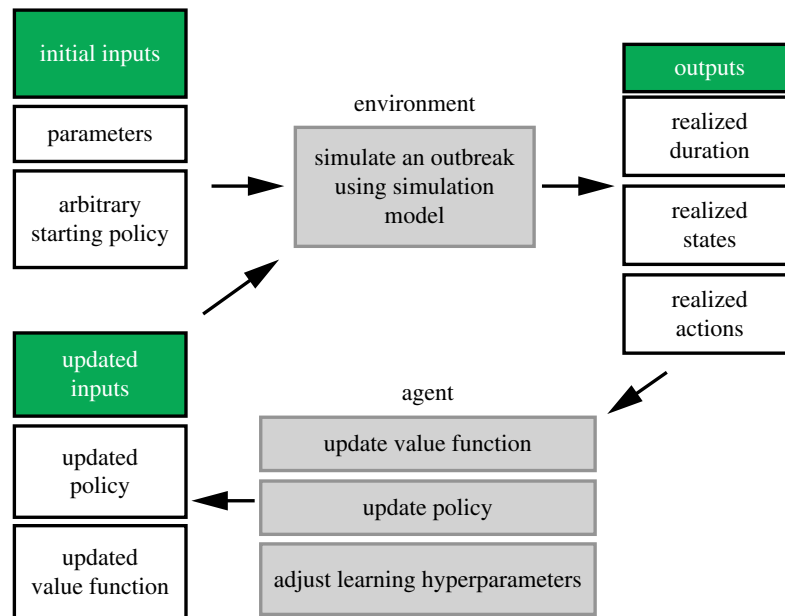 initial inputs
parameters
arbitrary
starting policy
environment
simulate an outbreak
using simulation
model
outputs
realized
duration
realized
states
realized
actions
agent
update value function
update policy
adjust learning hyperparameters
updated
inputs
updated
policy
updated
value function